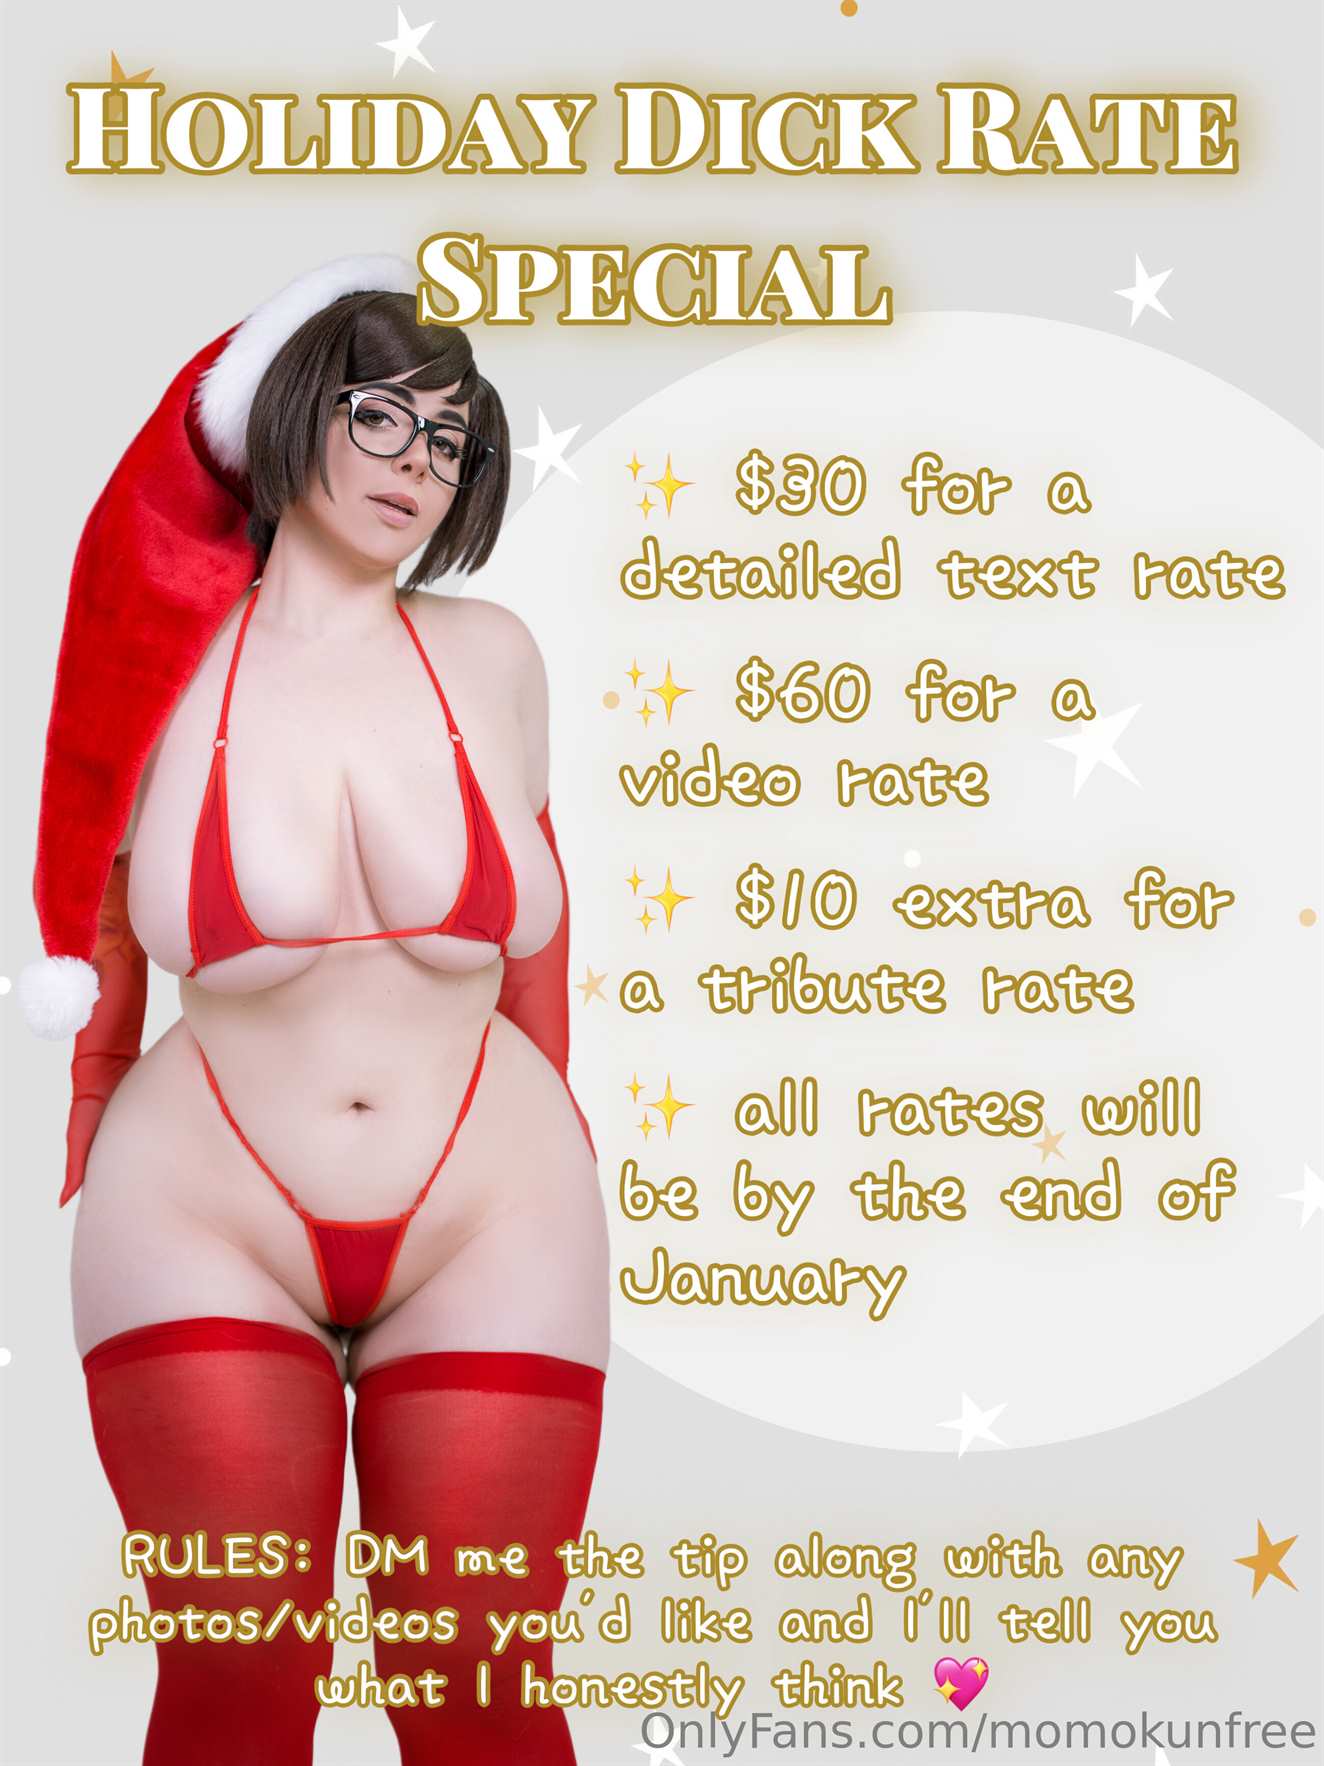 HOLIDAY DICK RATE
SPECIAL
✨ $30 for a
detailed text rate
✨ $60 for a
video rate
✨ $10 extra for
a tribute rate
✨ all rates will
be by the end of
January
RULES: DM me the tip along with any
photos/videos you'd like and I'll tell you
what I honestly think 💖
OnlyFans.com/momokunfree